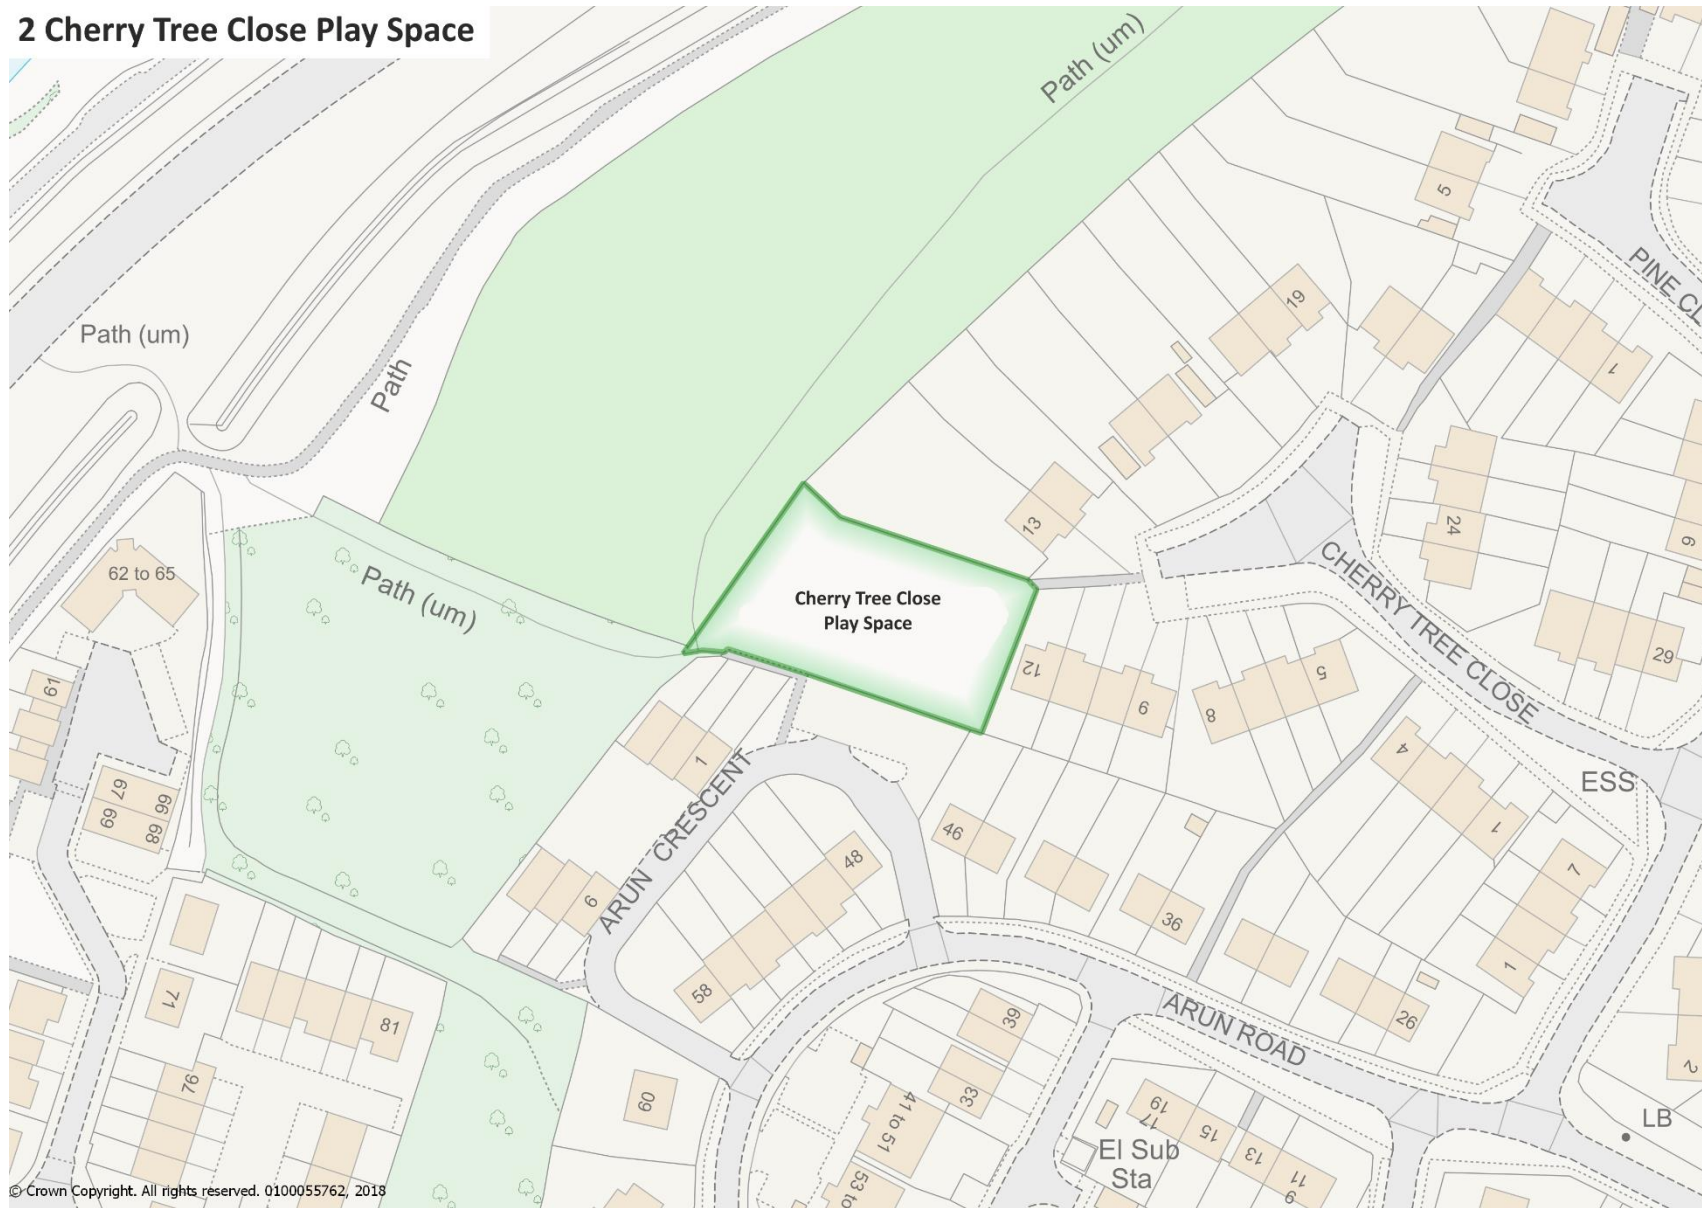 2 Cherry Tree Close Play Space
Path (um)
5
PINE CL
Path (um)
Path
19
1
13
24
6
62 to 65
Path (um)
Cherry Tree Close
Play Space
CHERRY TREE CLOSE
12
9
8
5
29
61
1
4
1
ESS
67
66
69
68
ARUN CRESCENT
46
48
7
6
36
1
58
71
81
39
26
ARUN ROAD
76
60
33
41 to 51
19
17
15
13
11
9
2
LB
El Sub
Sta
53 to
© Crown Copyright. All rights reserved. 0100055762, 2018